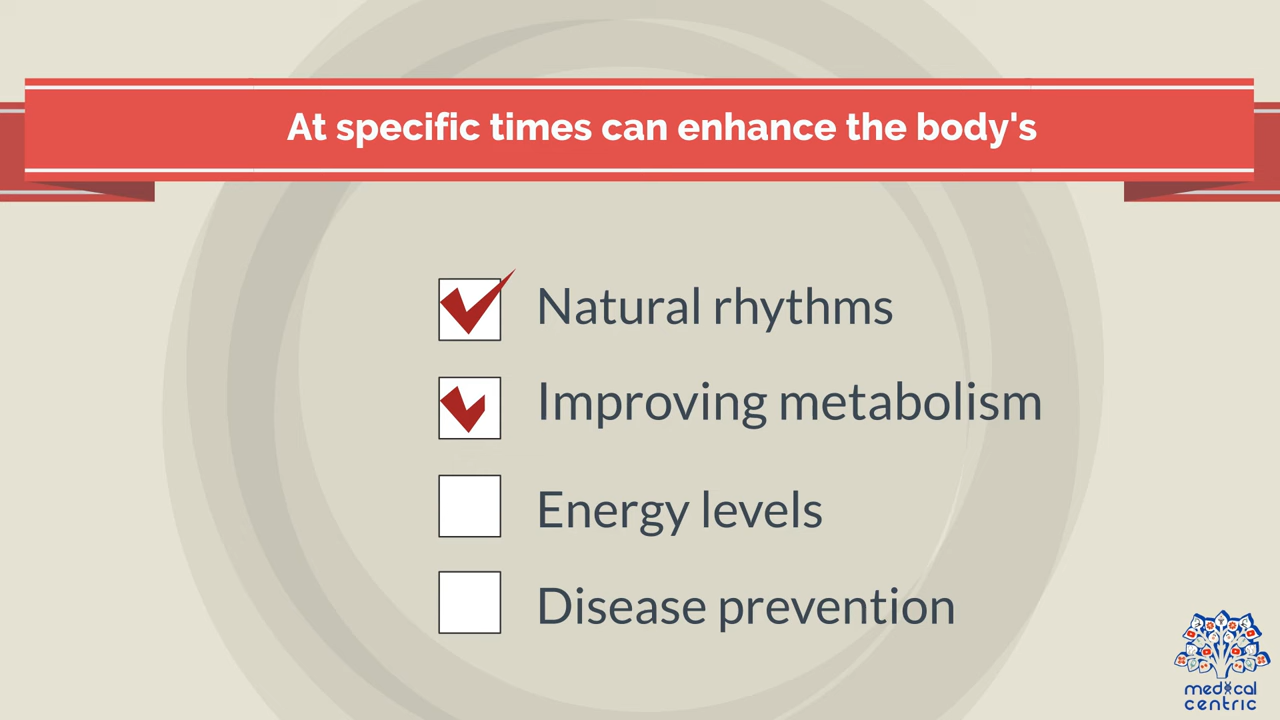 At specific times can enhance the body's
Natural rhythms
Improving metabolism
Energy levels
Disease prevention
medical
centric